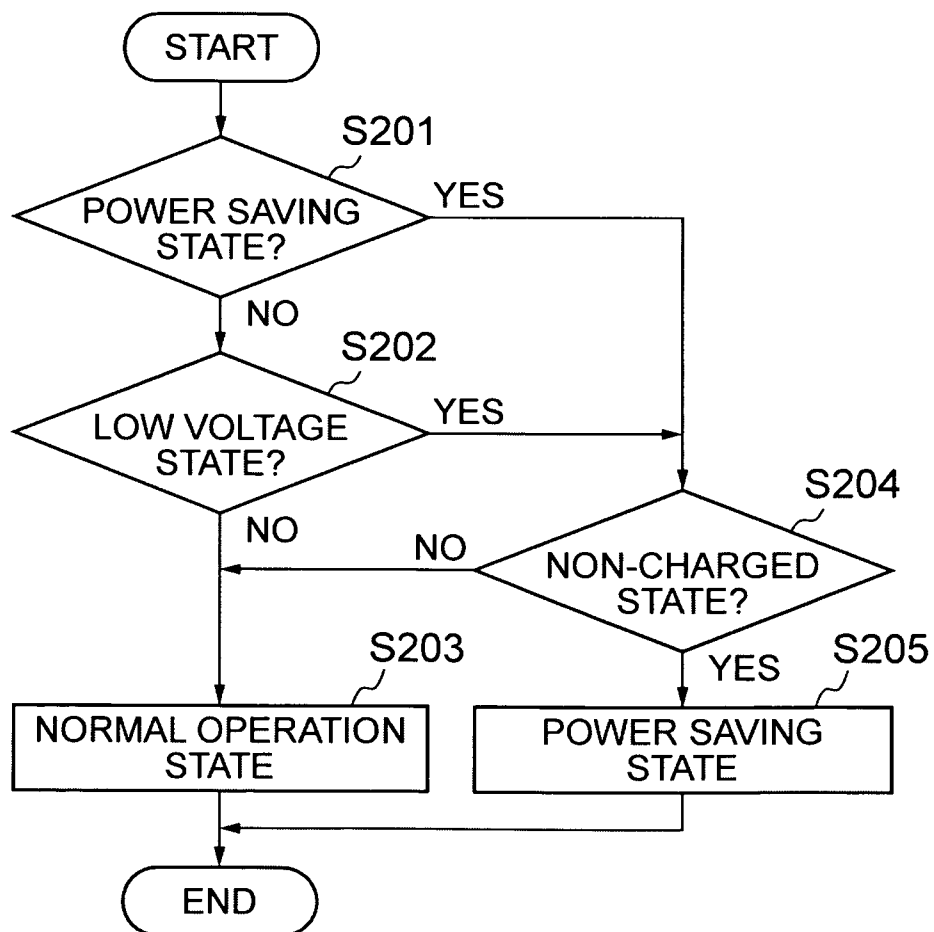 START
S201
POWER SAVING
STATE?
YES
NO
S202
LOW VOLTAGE
STATE?
YES
NO
S204
NON-CHARGED
STATE?
NO
YES
S203
NORMAL OPERATION
STATE
S205
POWER SAVING
STATE
END